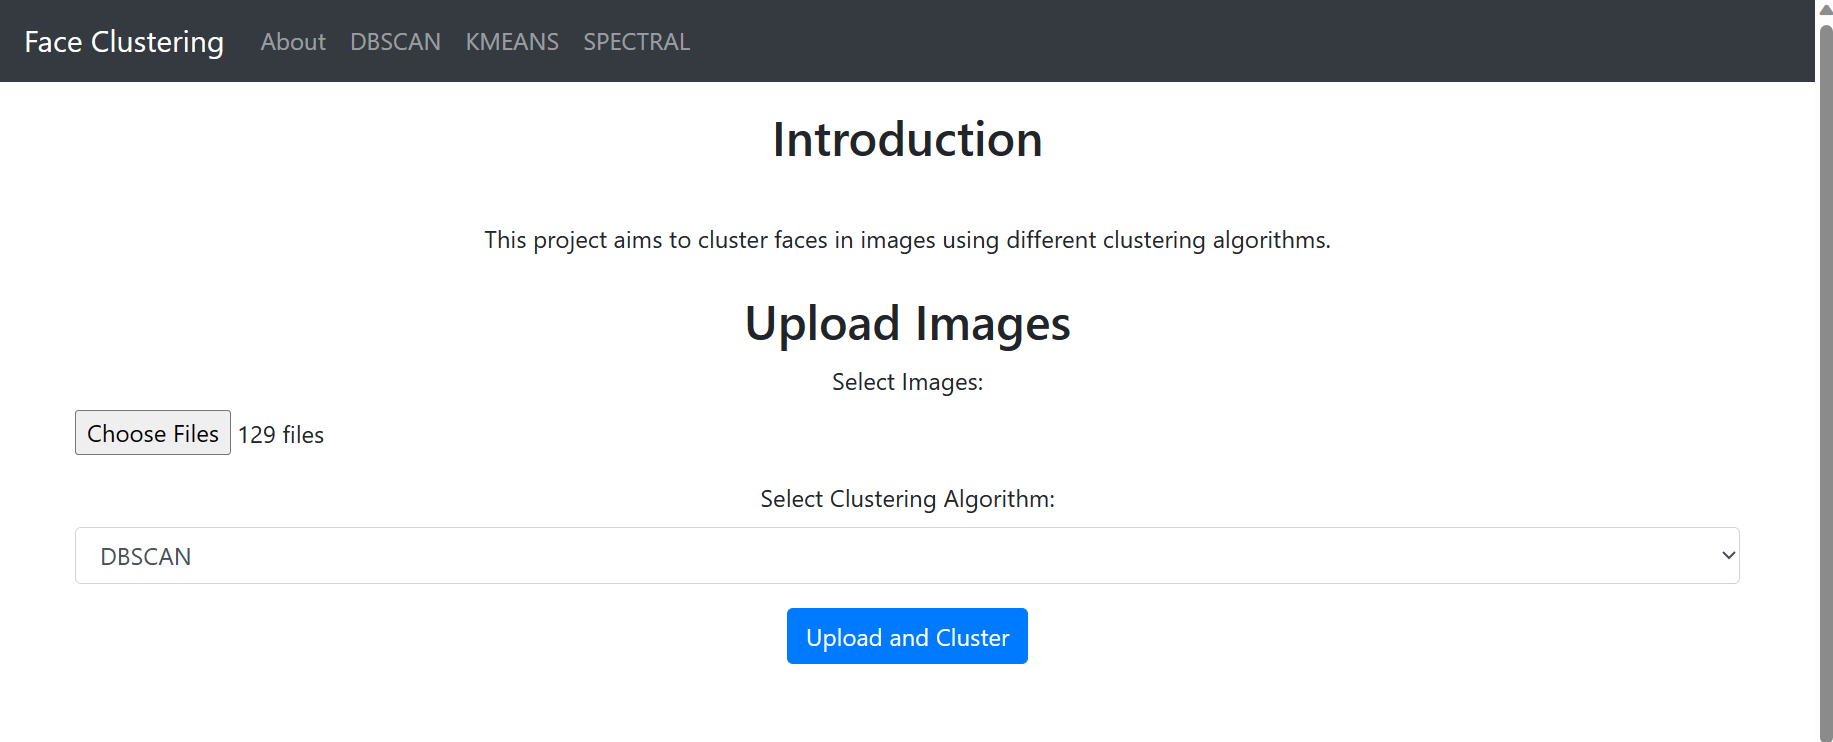 Face Clustering About DBSCAN KMEANS SPECTRAL
Introduction
This project aims to cluster faces in images using different clustering algorithms.
Upload Images
Select Images:
Choose Files 129 files
Select Clustering Algorithm:
DBSCAN
Upload and Cluster